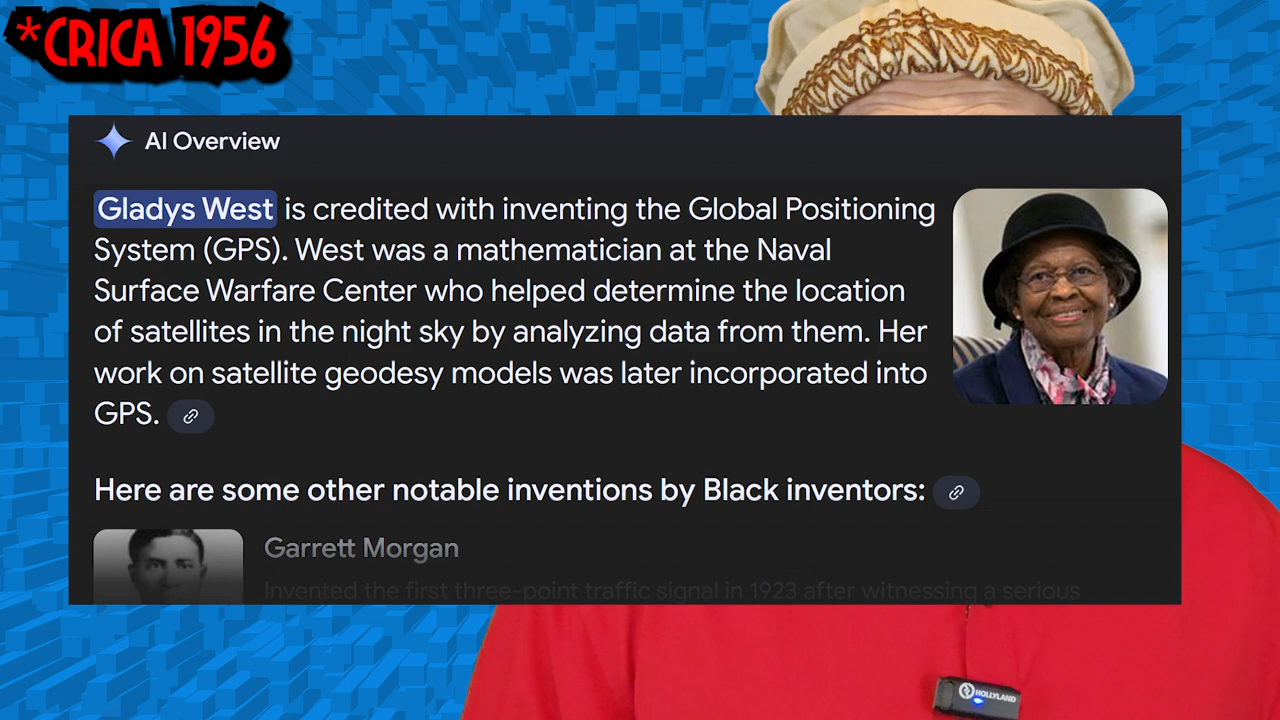 *CRICA 1956
AI Overview
Gladys West is credited with inventing the Global Positioning
System (GPS). West was a mathematician at the Naval
Surface Warfare Center who helped determine the location
of satellites in the night sky by analyzing data from them. Her
work on satellite geodesy models was later incorporated into
GPS.
Here are some other notable inventions by Black inventors:
Garrett Morgan
Invented the first three-point traffic signal in 1923 after witnessing a serious
HOLLYLAND